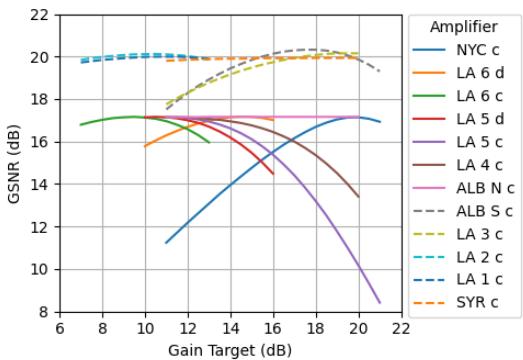 Amplifier
NYC c
LA 6 d
LA 6 c
LA 5 d
LA 5 c
LA 4 c
ALB N c
ALB S c
LA 3 c
LA 2 c
LA 1 c
SYR c
GSNR (dB)
22
20
18
16
14
12
10
8
6 8 10 12 14 16 18 20 22
Gain Target (dB)